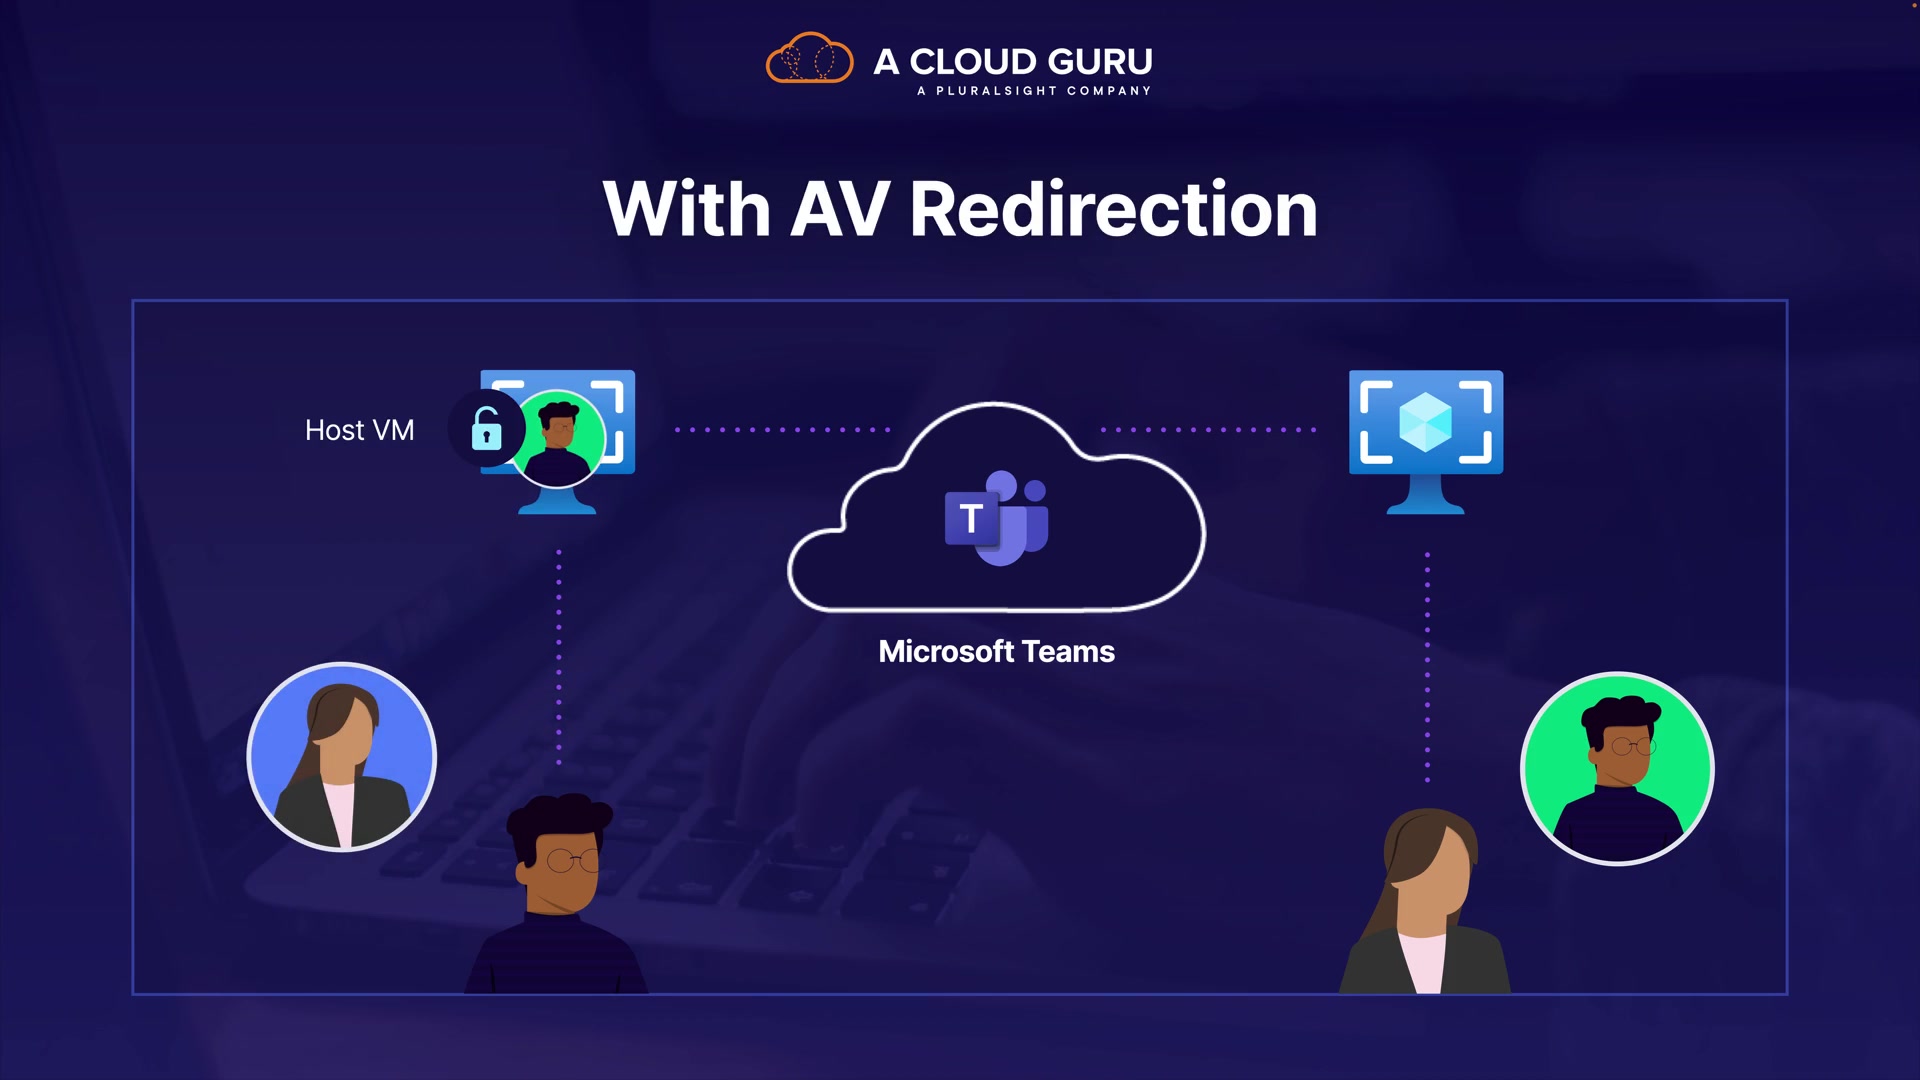 A CLOUD GURU
A PLURALSIGHT COMPANY
With AV Redirection
Host VM
T
Microsoft Teams